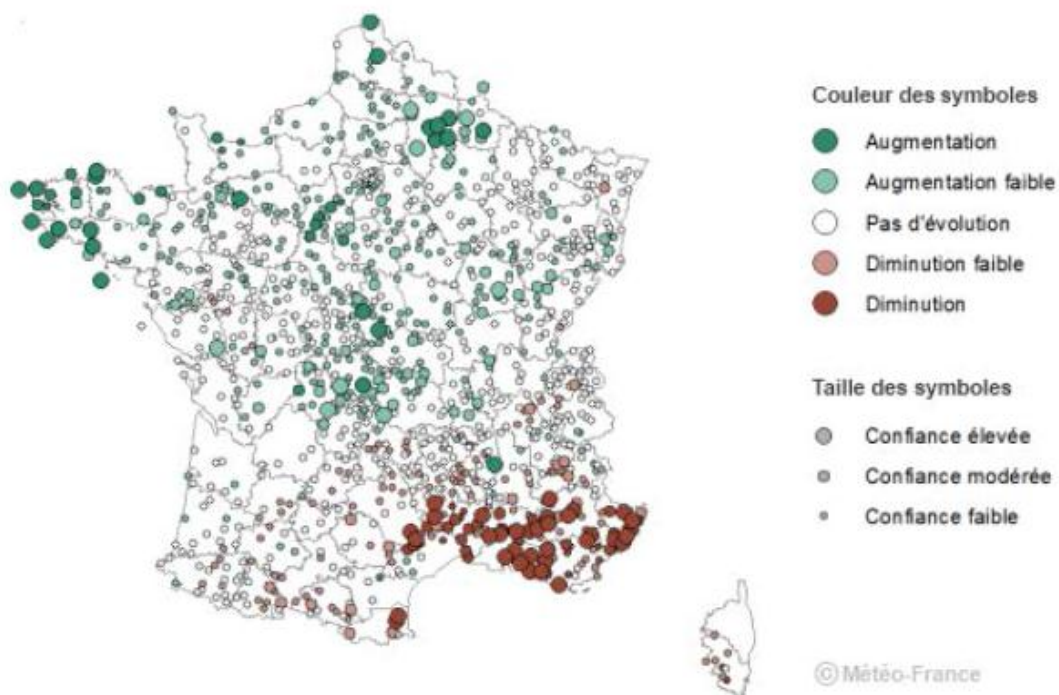 Couleur des symboles
Augmentation
Augmentation faible
Pas d'évolution
Diminution faible
Diminution
Taille des symboles
Confiance élevée
Confiance modérée
Confiance faible
© Météo-France